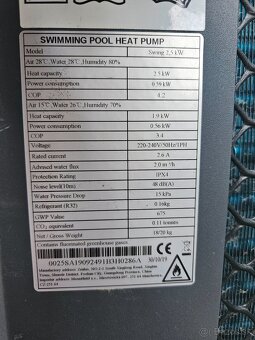 SWIMMING POOL HEAT PUMP
Model Swing 2,5 kW
Air 28℃,Water 28℃,Humidity 80%
Heat capacity 2.5 kW
Power consumption 0.59 kW
COP 4.2
Air 15℃,Water 26℃,Humidity 70%
Heat capacity 1.9 kW
Power consumption 0.56 kW
COP 3.4
Voltage 220-240V/50Hz/1PH
Rated current 2.6 A
Advised water flux 2.0 m³/h
Protection Rating IPX4
Noise level(10m) 48 dB(A)
Water Pressure Drop 15 kPa
Refrigerant (R32) 0.16 kg
GWP Value 675
CO₂ equivalent 0.11 tonnes
Net / Gross Weight 18/20 kg
Contains fluorinated greenhouse gases
30/10/19